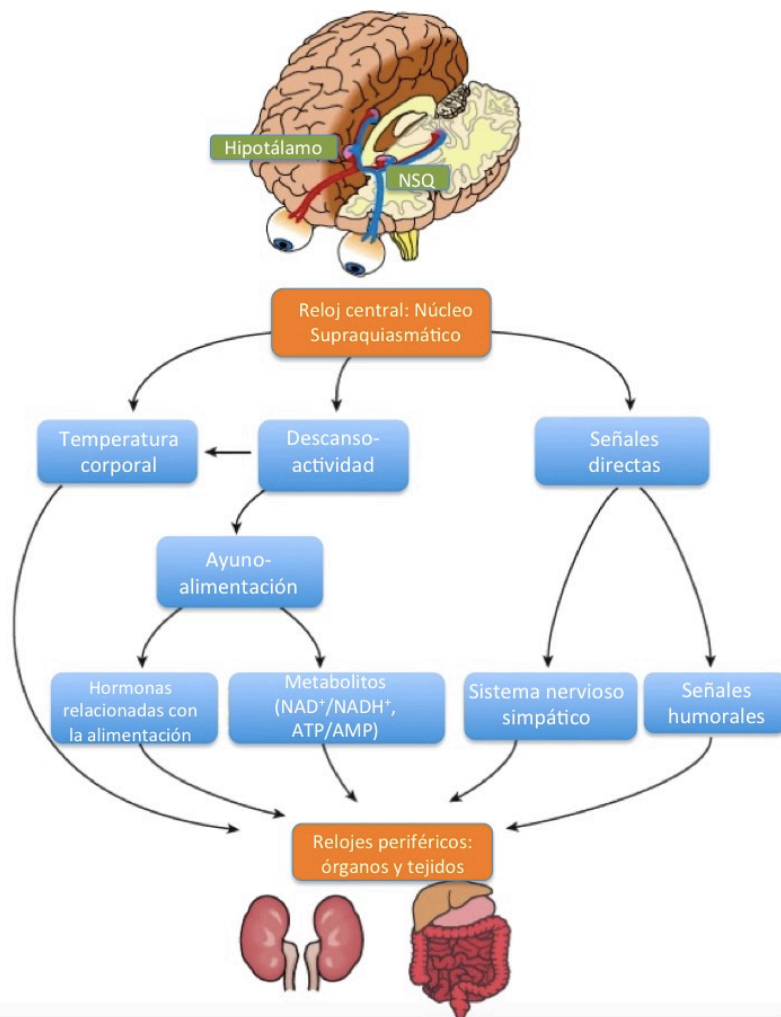 Hipotálamo
NSQ
Reloj central: Núcleo
Supraquiasmático
Temperatura
corporal
Descanso-
actividad
Señales
directas
Ayuno-
alimentación
Hormonas
relacionadas con
la alimentación
Metabolitos
(NAD⁺/NADH⁺,
ATP/AMP)
Sistema nervioso
simpático
Señales
humorales
Relojes periféricos:
órganos y tejidos